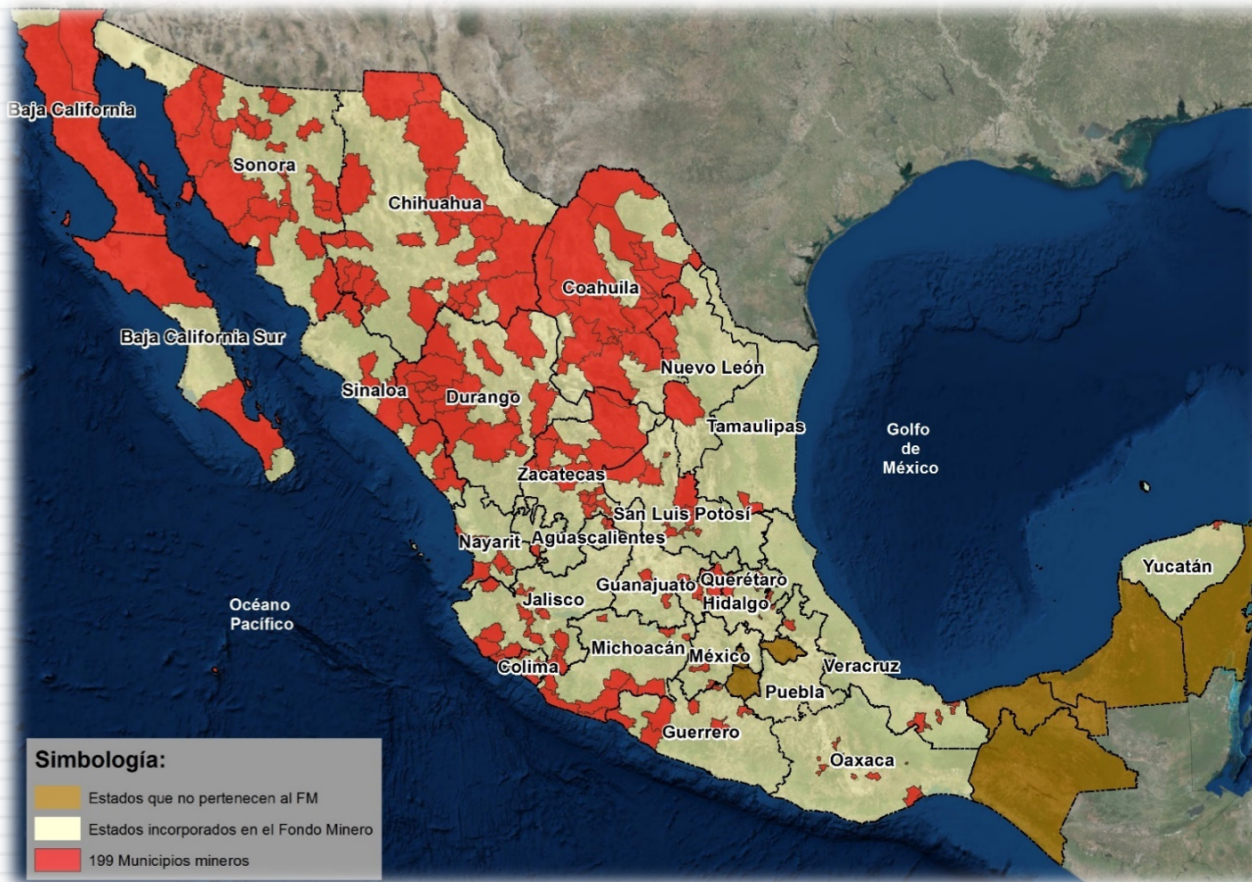 Baja California
Sonora
Chihuahua
Coahuila
Baja California Sur
Nuevo León
Sinaloa
Durango
Tamaulipas
Golfo
de
México
Zacatecas
San Luis Potosí
Nayarit
Aguascalientes
Yucatán
Guanajuato
Querétaro
Hidalgo
Jalisco
Océano
Pacífico
Michoacán
México
Colima
Veracruz
Puebla
Guerrero
Oaxaca
Simbología:
Estados que no pertenecen al FM
Estados incorporados en el Fondo Minero
199 Municipios mineros